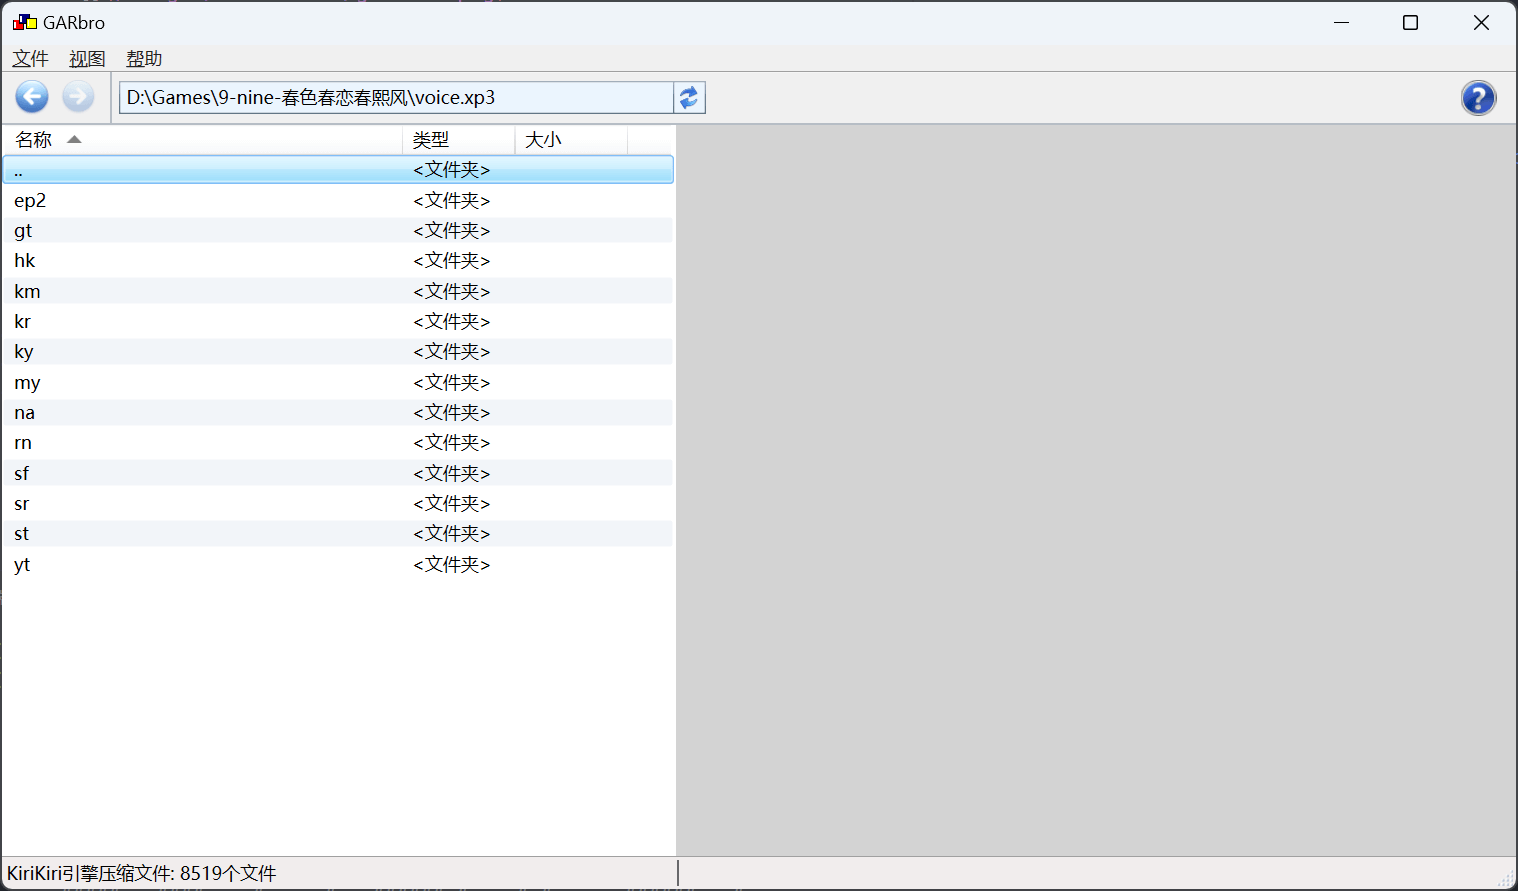 GARbro
文件 视图 帮助
D:\Games\9-nine-春色春恋春熙风\voice.xp3
名称 类型 大小
.. <文件夹>
ep2 <文件夹>
gt <文件夹>
hk <文件夹>
km <文件夹>
kr <文件夹>
ky <文件夹>
my <文件夹>
na <文件夹>
rn <文件夹>
sf <文件夹>
sr <文件夹>
st <文件夹>
yt <文件夹>
KiriKiri引擎压缩文件: 8519个文件